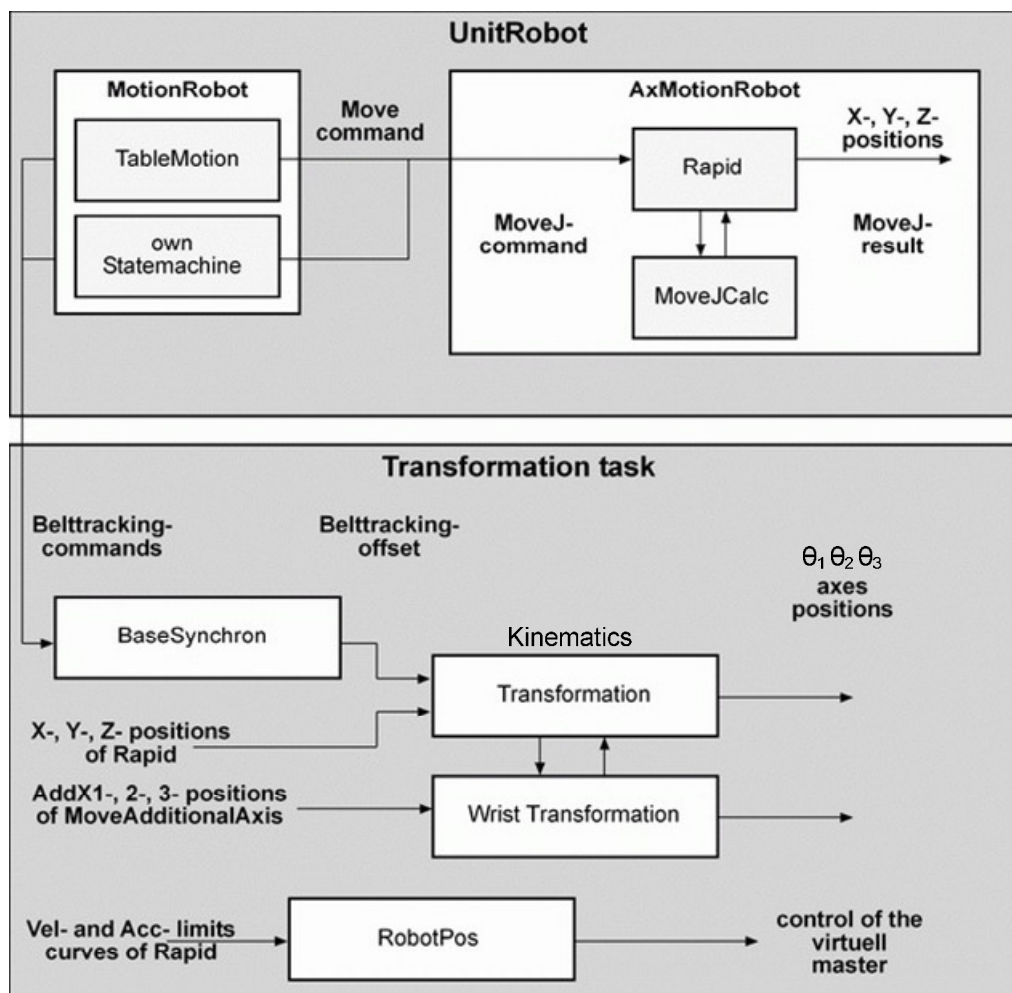 UnitRobot
MotionRobot
TableMotion
own
Statemachine
Move
command
AxMotionRobot
Rapid
MoveJCalc
MoveJ-
command
X-, Y-, Z-
positions
MoveJ-
result
Transformation task
Belttracking-
commands
Belttracking-
offset
θ₁ θ₂ θ₃
axes
positions
BaseSynchron
Kinematics
Transformation
X-, Y-, Z- positions
of Rapid
AddX1-, 2-, 3- positions
of MoveAdditionalAxis
Wrist Transformation
Vel- and Acc- limits
curves of Rapid
RobotPos
control of the
virtuell
master